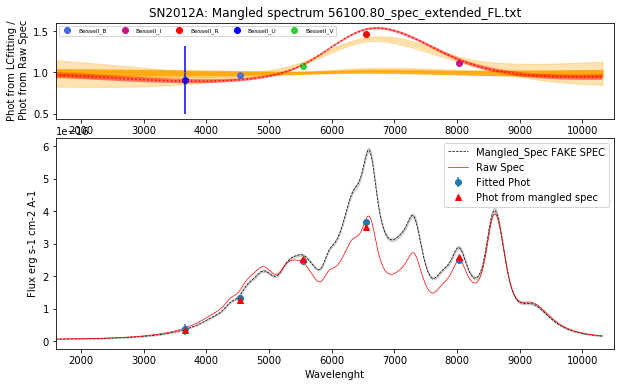 SN2012A: Mangled spectrum 56100.80_spec_extended_FL.txt
Phot from LCfitting /
Phot from Raw Spec
1.5
1.0
0.5
Bessell_B
Bessell_I
Bessell_R
Bessell_U
Bessell_V
2000 3000 4000 5000 6000 7000 8000 9000 10000
1e−16
Flux erg s-1 cm-2 A-1
6
5
4
3
2
1
0
Mangled_Spec FAKE SPEC
Raw Spec
Fitted Phot
Phot from mangled spec
2000 3000 4000 5000 6000 7000 8000 9000 10000
Wavelenght